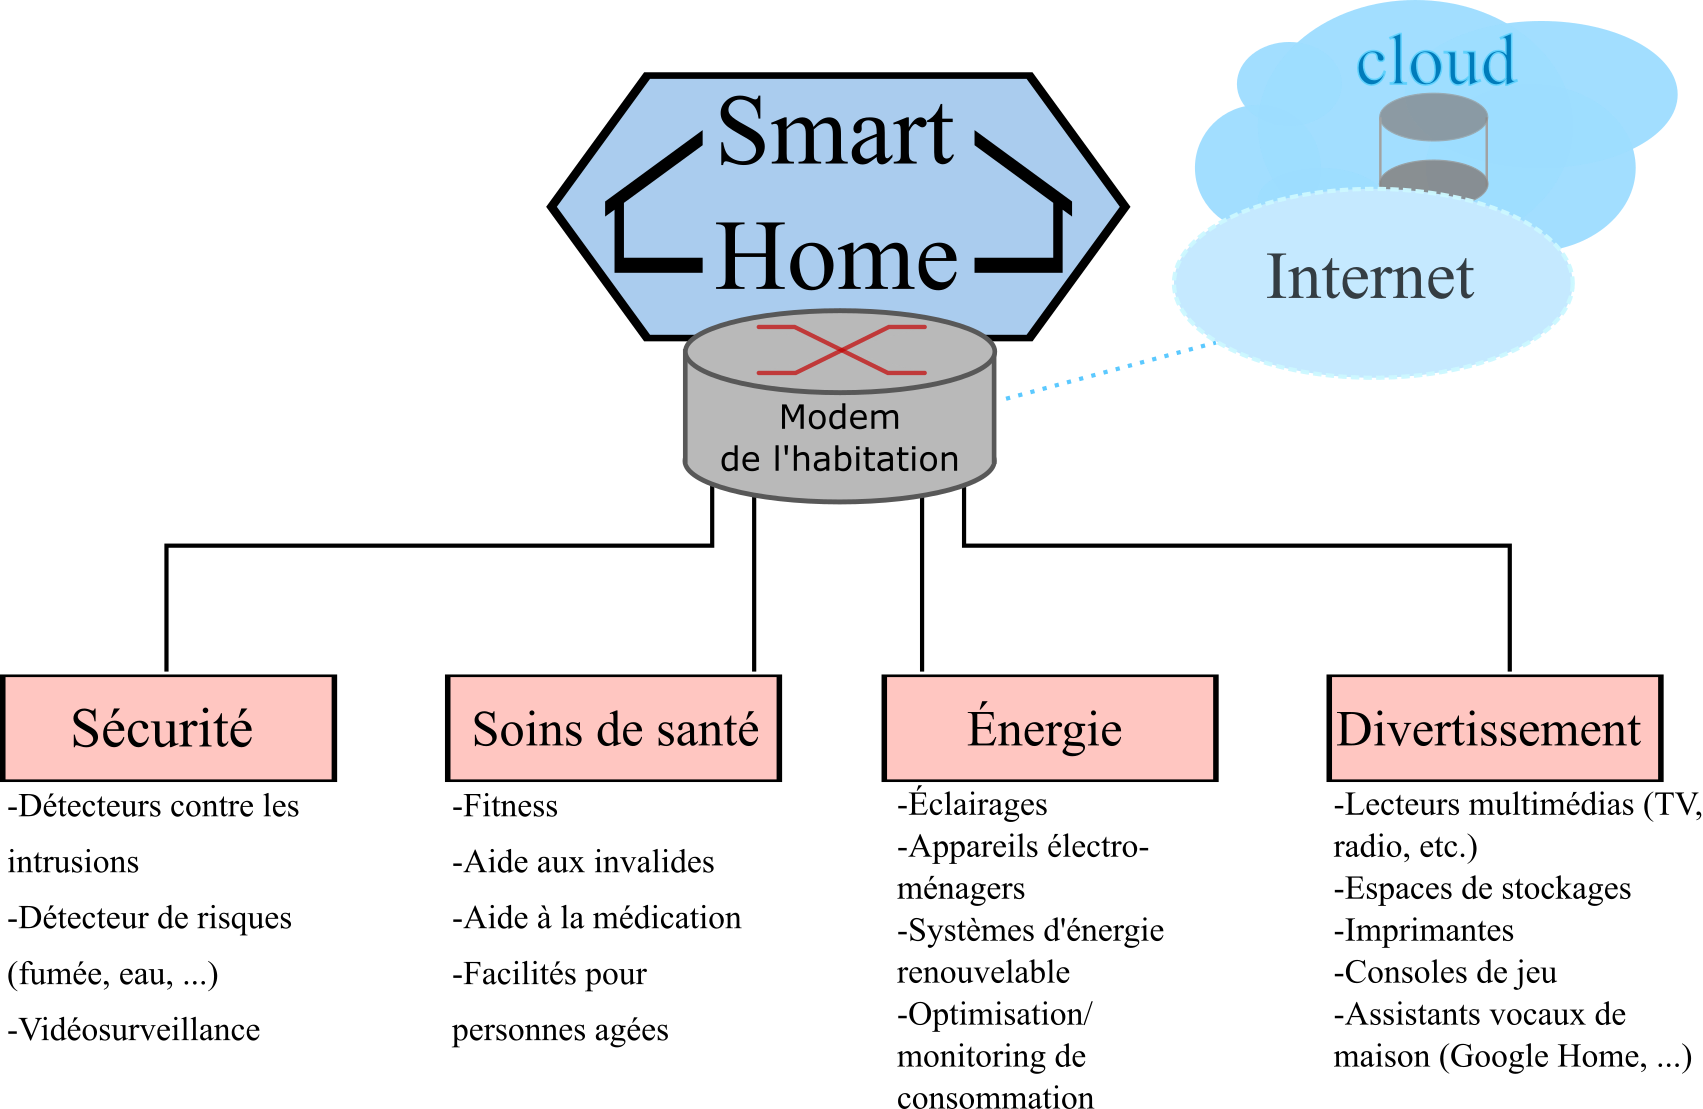 Smart
Home
cloud
Internet
Modem
de l'habitation
Sécurité
-Détecteurs contre les
intrusions
-Détecteur de risques
(fumée, eau, ...)
-Vidéosurveillance
Soins de santé
-Fitness
-Aide aux invalides
-Aide à la médication
-Facilités pour
personnes agées
Énergie
-Éclairages
-Appareils électro-
ménagers
-Systèmes d'énergie
renouvelable
-Optimisation/
monitoring de
consommation
Divertissement
-Lecteurs multimédias (TV,
radio, etc.)
-Espaces de stockages
-Imprimantes
-Consoles de jeu
-Assistants vocaux de
maison (Google Home, ...)